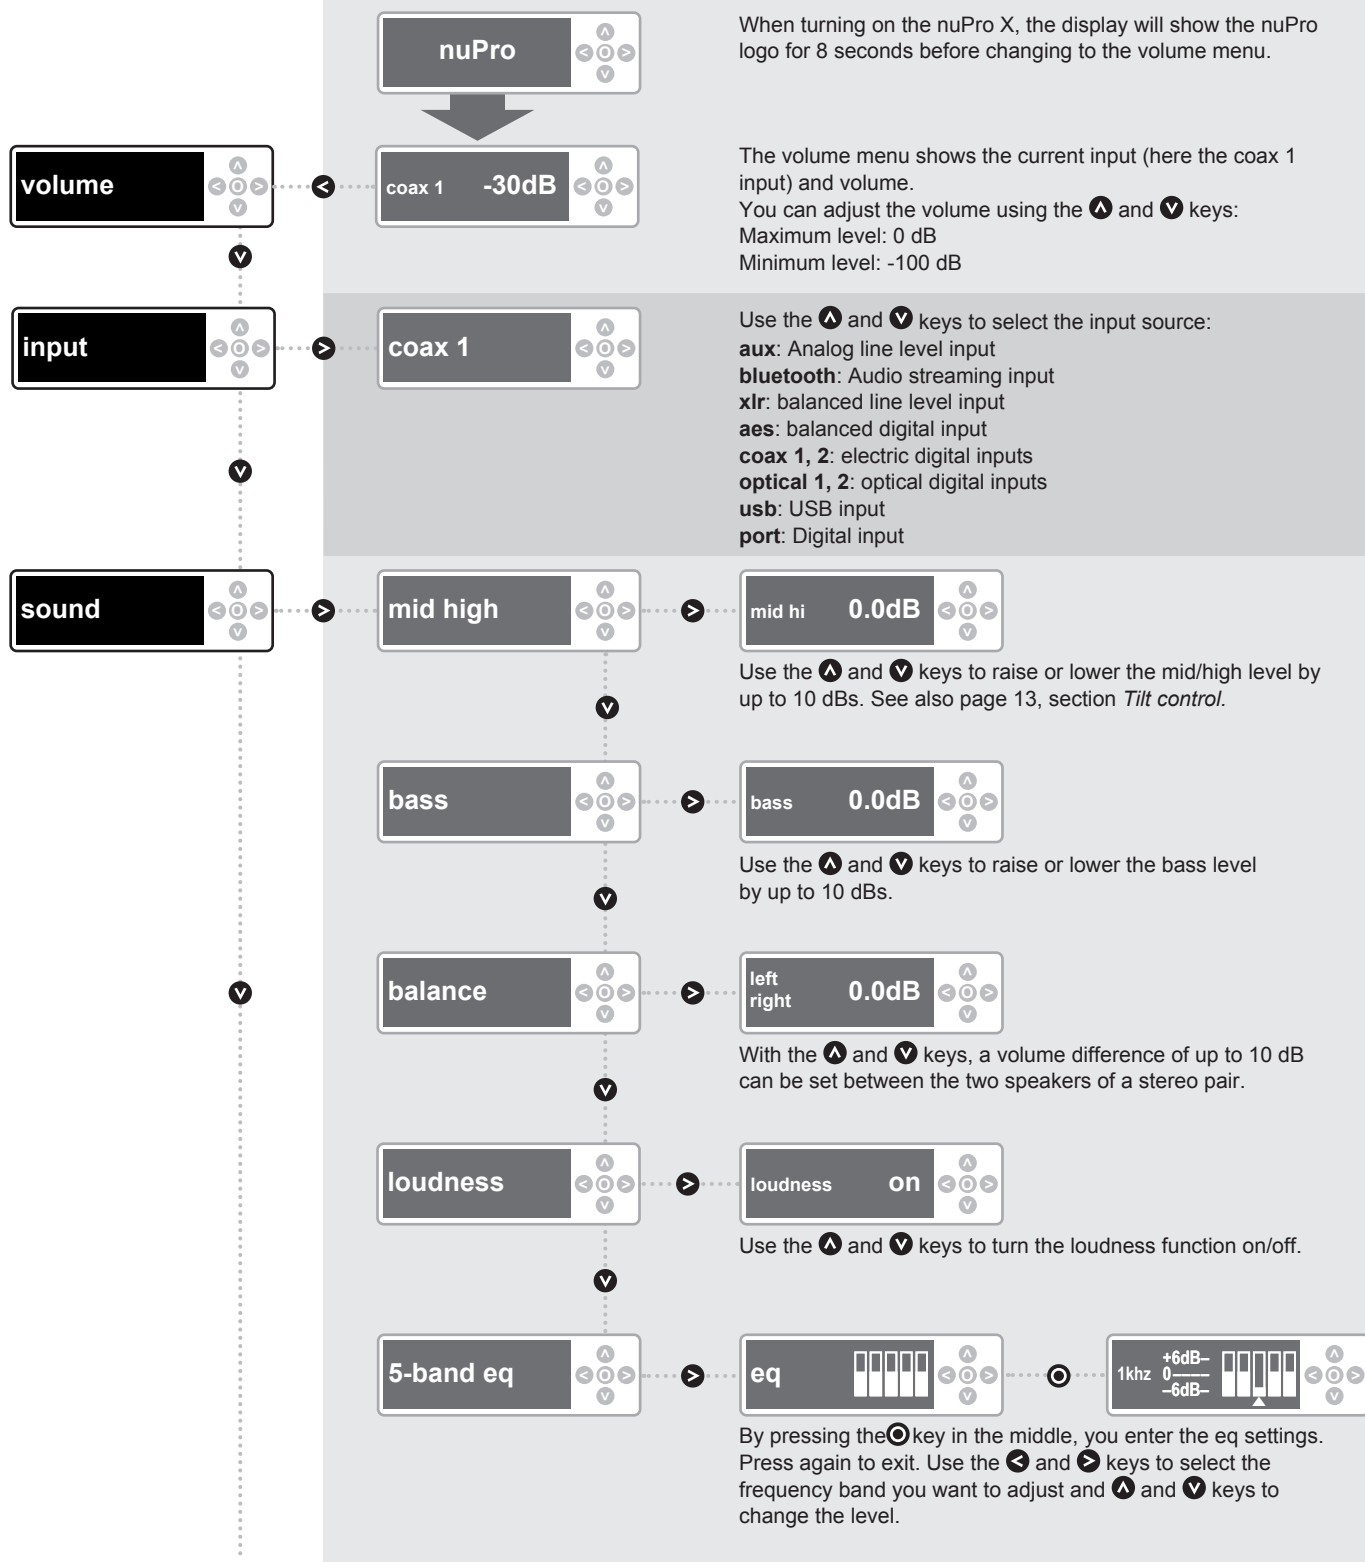 nuPro
When turning on the nuPro X, the display will show the nuPro
logo for 8 seconds before changing to the volume menu.
volume
coax 1 -30dB
The volume menu shows the current input (here the coax 1
input) and volume.
You can adjust the volume using the and keys:
Maximum level: 0 dB
Minimum level: -100 dB
input
coax 1
Use the and keys to select the input source:
aux: Analog line level input
bluetooth: Audio streaming input
xlr: balanced line level input
aes: balanced digital input
coax 1, 2: electric digital inputs
optical 1, 2: optical digital inputs
usb: USB input
port: Digital input
sound
mid high
mid hi 0.0dB
Use the and keys to raise or lower the mid/high level by
up to 10 dBs. See also page 13, section Tilt control.
bass
bass 0.0dB
Use the and keys to raise or lower the bass level
by up to 10 dBs.
balance
left
right 0.0dB
With the and keys, a volume difference of up to 10 dB
can be set between the two speakers of a stereo pair.
loudness
loudness on
Use the and keys to turn the loudness function on/off.
5-band eq
eq
+6dB–
1khz 0––––
–6dB–
By pressing the key in the middle, you enter the eq settings.
Press again to exit. Use the and keys to select the
frequency band you want to adjust and and keys to
change the level.